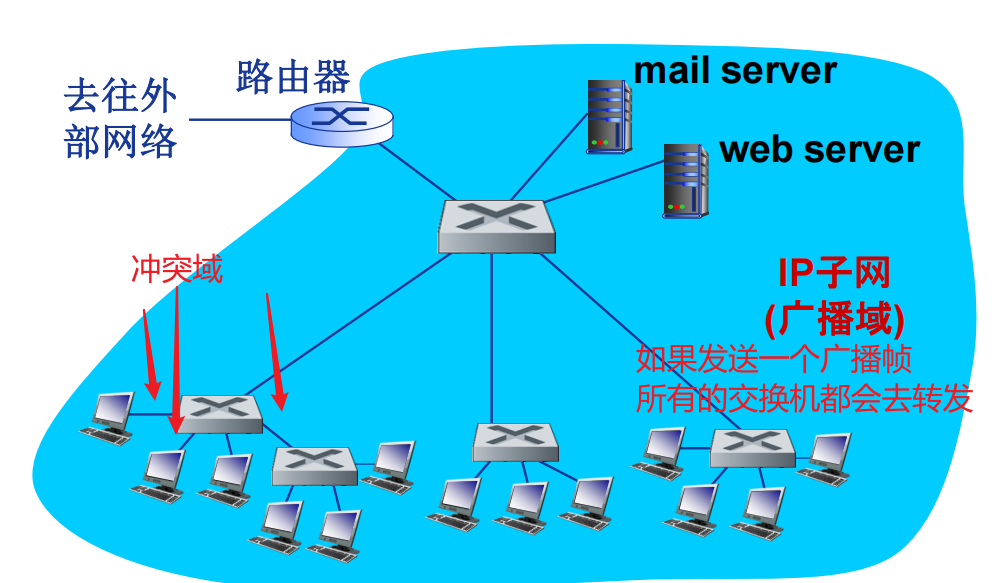 mail server
路由器
去往外
部网络
web server
冲突域
IP子网
(广播域)
如果发送一个广播帧
所有的交换机都会去转发